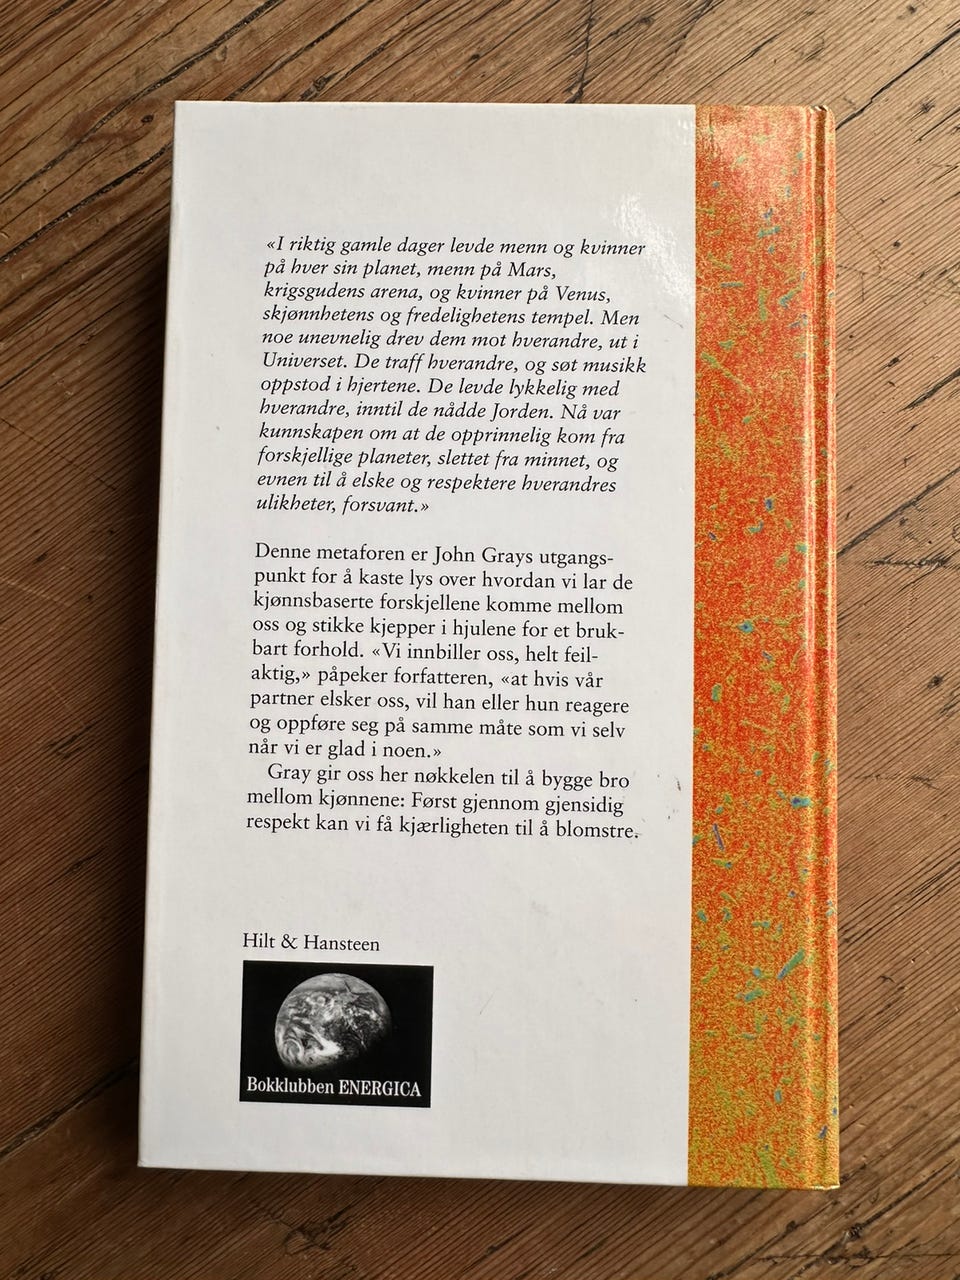 «I riktig gamle dager levde menn og kvinner
på hver sin planet, menn på Mars,
krigsgudens arena, og kvinner på Venus,
skjønnhetens og fredelighetens tempel. Men
noe unevnelig drev dem mot hverandre, ut i
Universet. De traff hverandre, og søt musikk
oppstod i hjertene. De levde lykkelig med
hverandre, inntil de nådde Jorden. Nå var
kunnskapen om at de opprinnelig kom fra
forskjellige planeter, slettet fra minnet, og
evnen til å elske og respektere hverandres
ulikheter, forsvant.»
Denne metaforen er John Grays utgangs-
punkt for å kaste lys over hvordan vi lar de
kjønnsbaserte forskjellene komme mellom
oss og stikke kjepper i hjulene for et bruk-
bart forhold. «Vi innbiller oss, helt feil-
aktig,» påpeker forfatteren, «at hvis vår
partner elsker oss, vil han eller hun reagere
og oppføre seg på samme måte som vi selv
når vi er glad i noen.»
Gray gir oss her nøkkelen til å bygge bro
mellom kjønnene: Først gjennom gjensidig
respekt kan vi få kjærligheten til å blomstre.
Hilt & Hansteen
Bokklubben ENERGICA